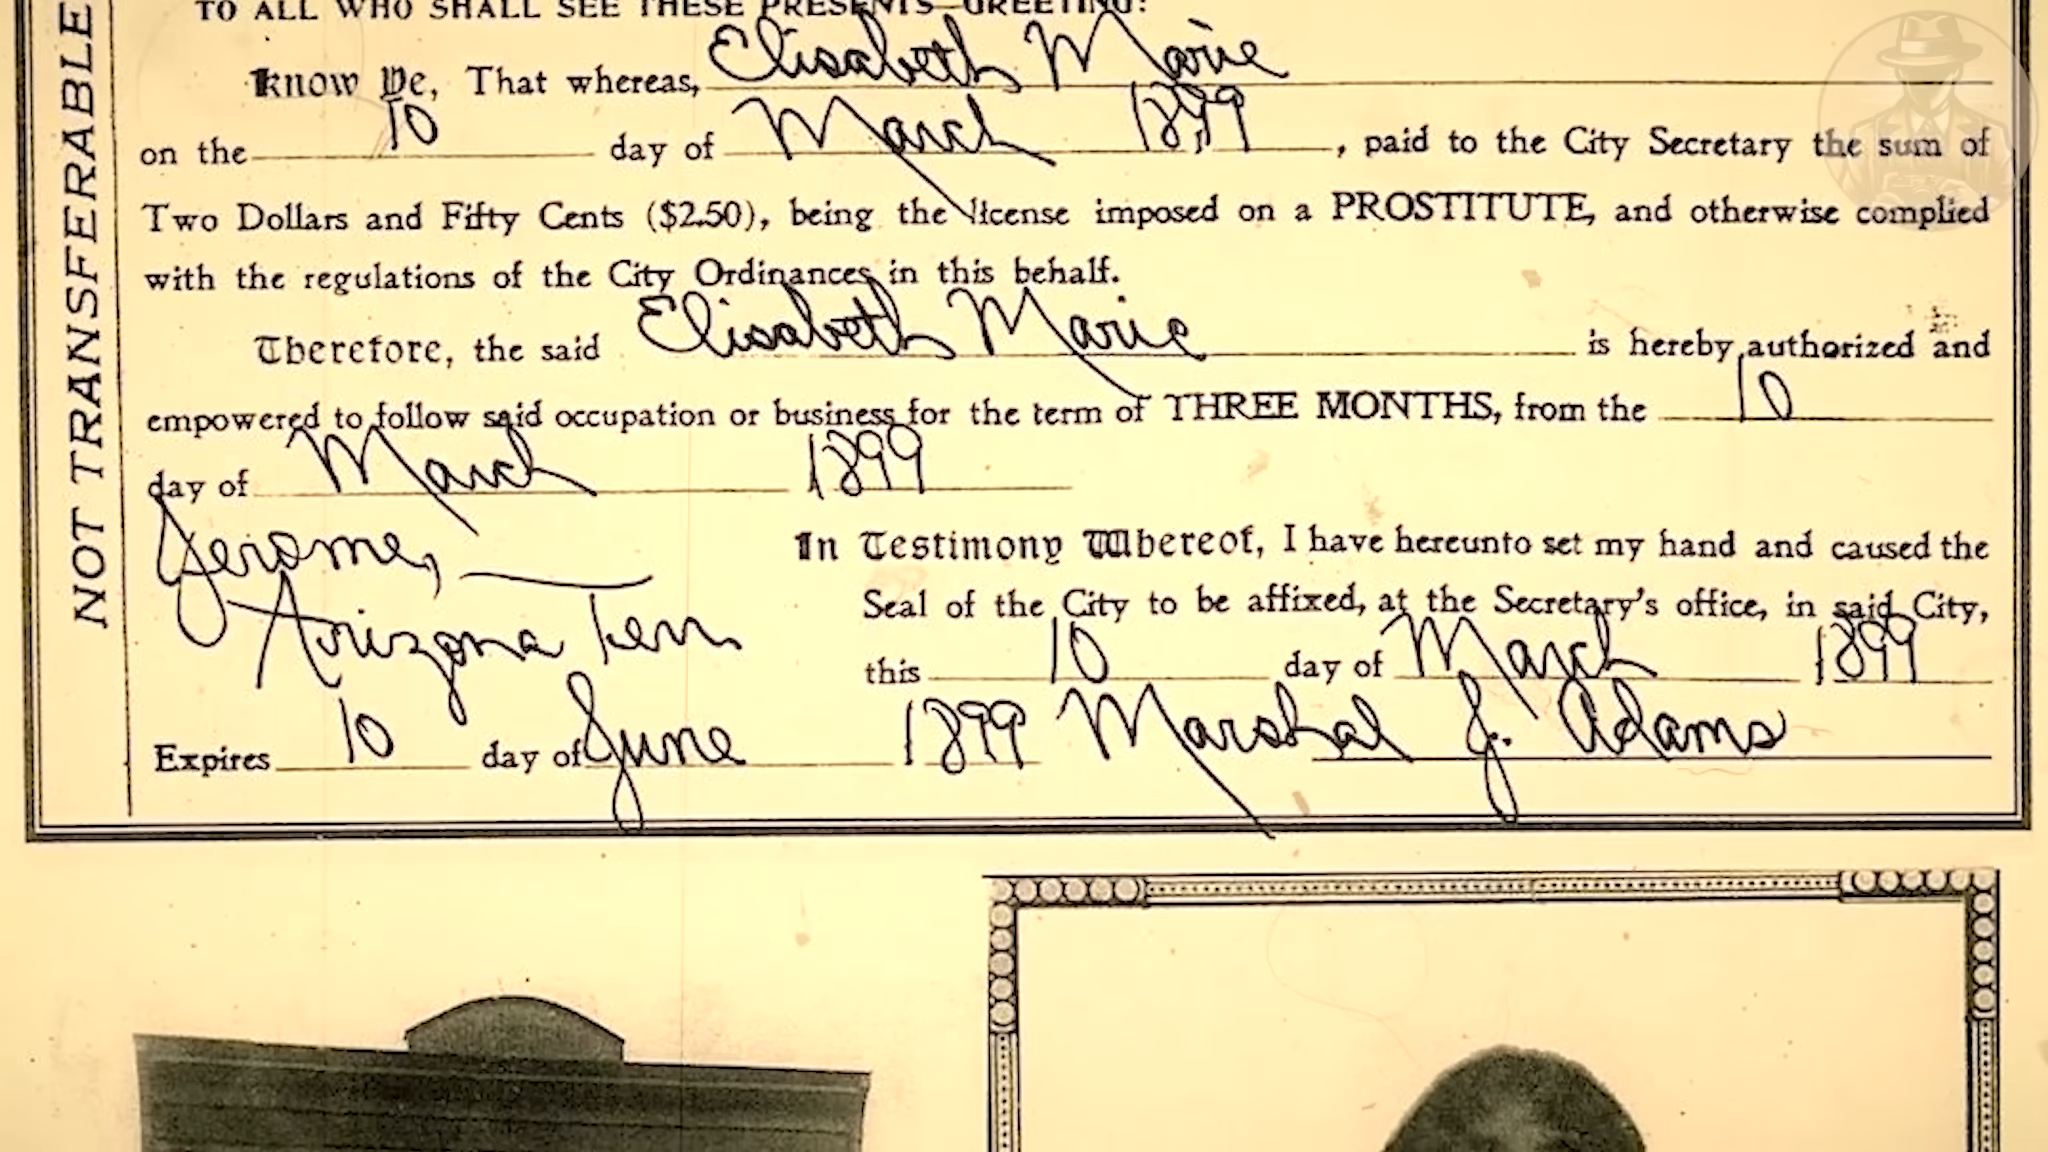 TO ALL WHO SHALL SEE THESE PRESENTS—GREETING:
Know Ye, That whereas, Elisabeth Marie
on the 10 day of March 1899, paid to the City Secretary the sum of
Two Dollars and Fifty Cents ($2.50), being the license imposed on a PROSTITUTE, and otherwise complied
with the regulations of the City Ordinances in this behalf.
Therefore, the said Elisabeth Marie is hereby authorized and
empowered to follow said occupation or business for the term of THREE MONTHS, from the 10
day of March 1899
Jerome,
Arizona Terr
In Testimony Whereof, I have hereunto set my hand and caused the
Seal of the City to be affixed, at the Secretary's office, in said City,
this 10 day of March 1899
Expires 10 day of June 1899 Marshal J. Adams
NOT TRANSFERABLE